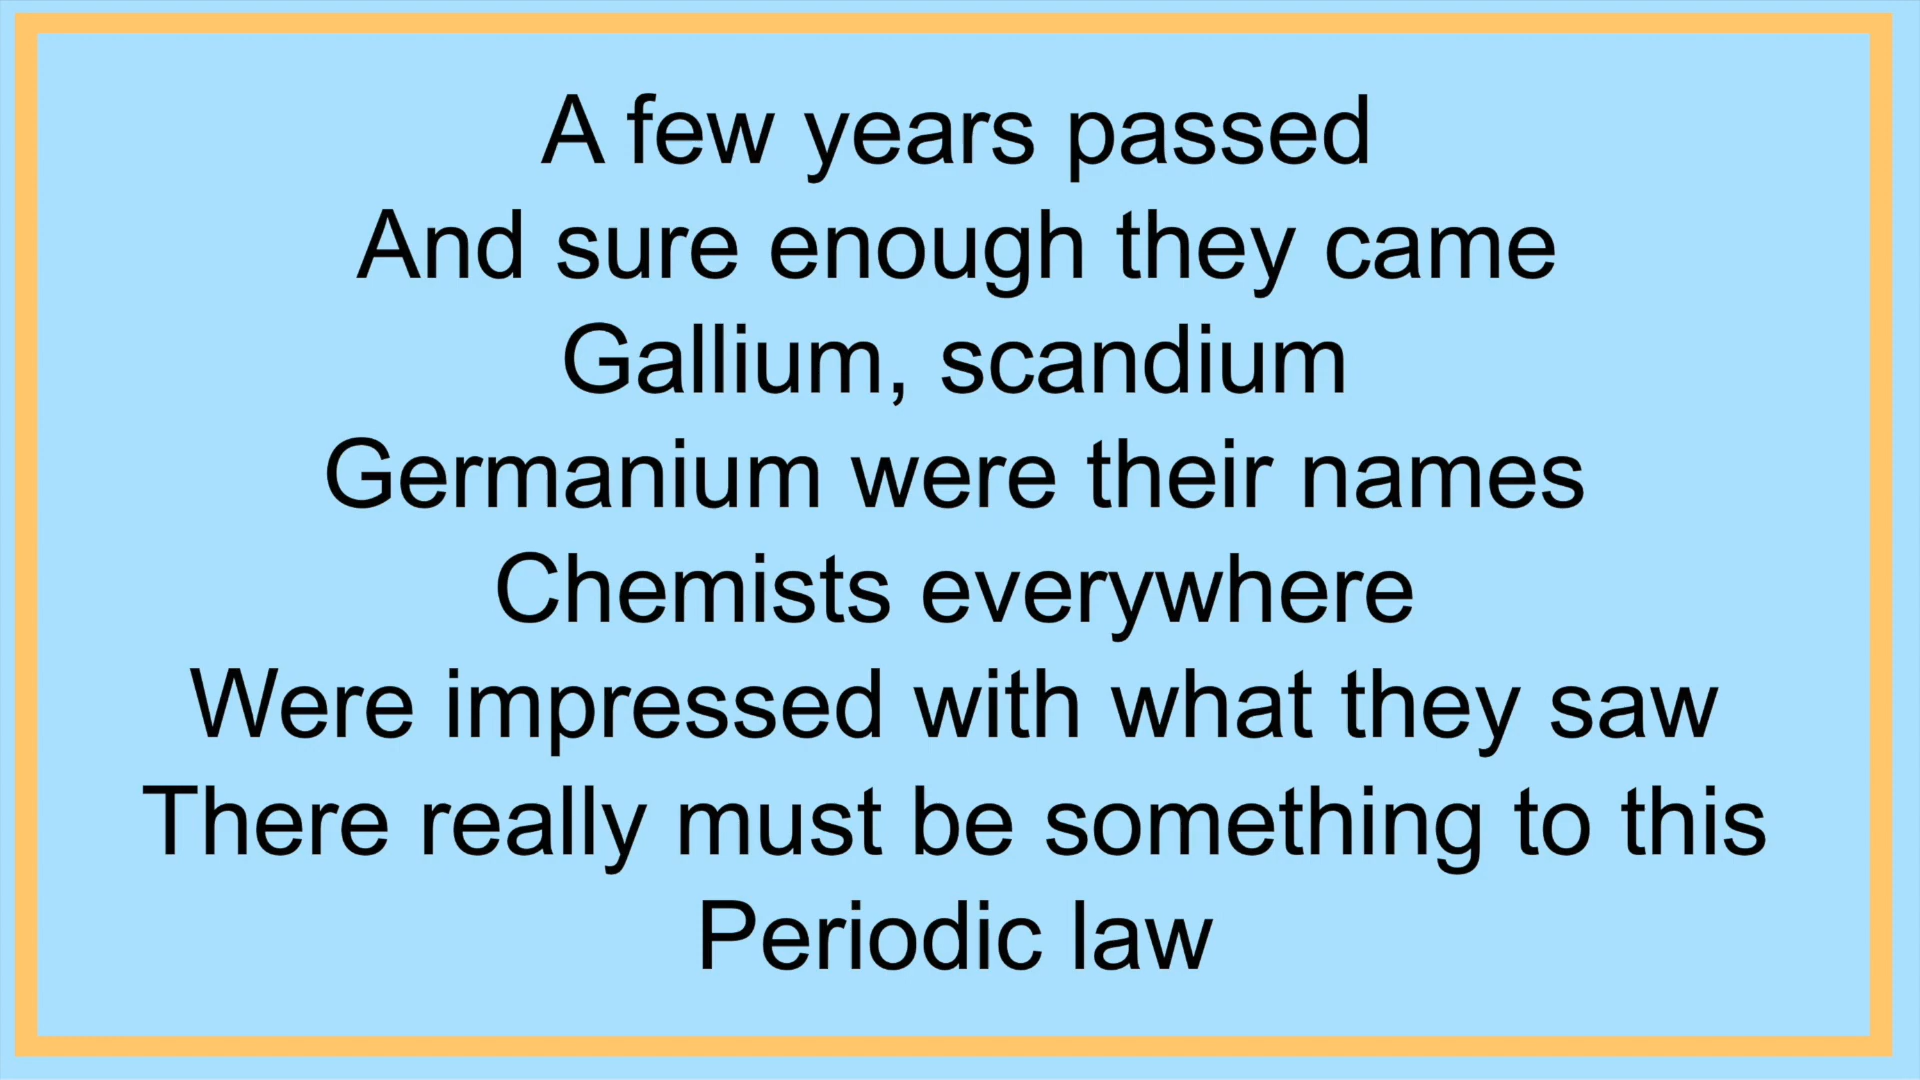 A few years passed
And sure enough they came
Gallium, scandium
Germanium were their names
Chemists everywhere
Were impressed with what they saw
There really must be something to this
Periodic law